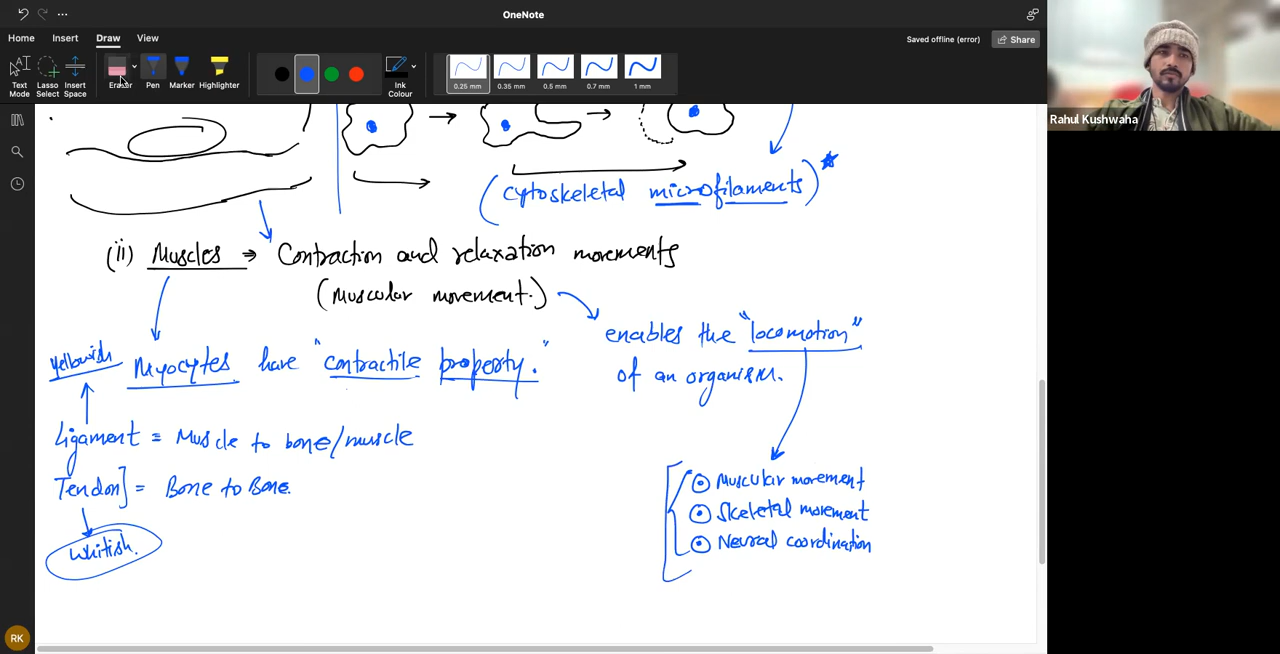 OneNote
Home Insert Draw View
Saved offline (error)
Share
Text Mode
Lasso Select
Insert Space
Eraser
Pen
Marker
Highlighter
Ink Colour
0.25 mm
0.35 mm
0.5 mm
0.7 mm
1 mm
Rahul Kushwaha
(cytoskeletal microfilaments)*
(ii) Muscles → Contraction and relaxation movements
(Muscular movement.)
enables the "locomotion"
of an organism.
Yellowish
Myocytes have "contractile property."
Ligament = Muscle to bone/muscle
Tendon] = Bone to Bone.
Whitish.
Muscular movement
Skeletal movement
Neural coordination
RK